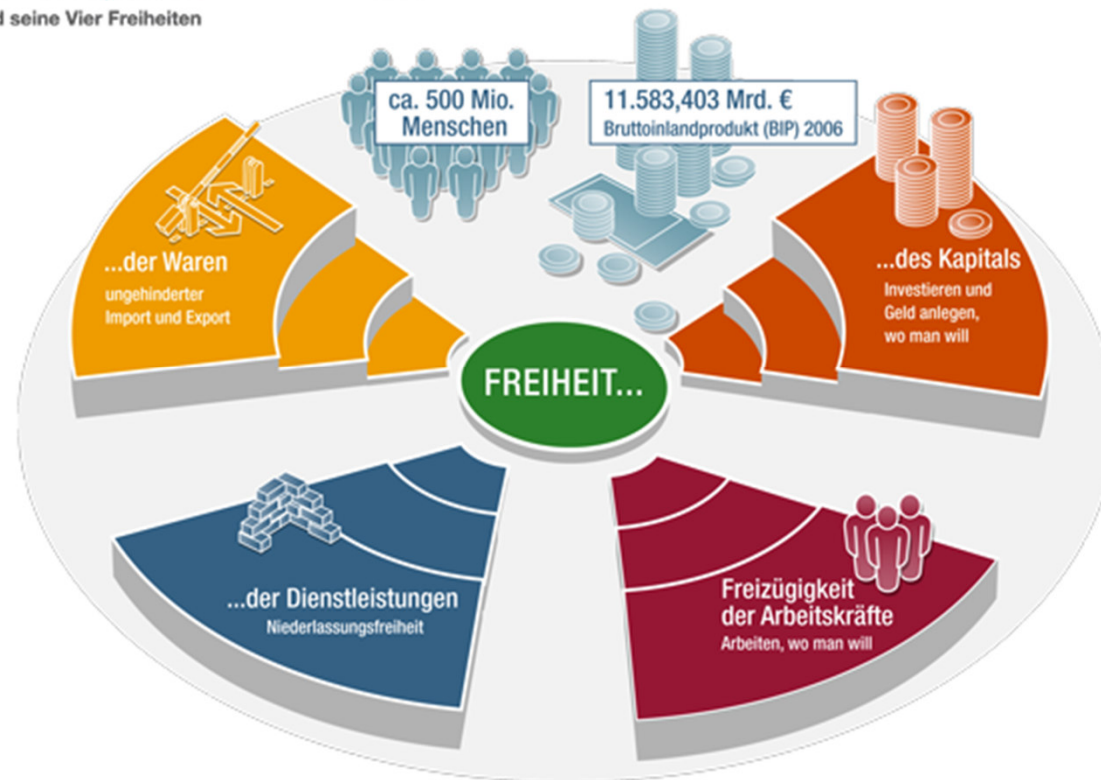 seine Vier Freiheiten
ca. 500 Mio.
Menschen
11.583,403 Mrd. €
Bruttoinlandprodukt (BIP) 2006
...der Waren
ungehinderter
Import und Export
...des Kapitals
Investieren und
Geld anlegen,
wo man will
FREIHEIT...
...der Dienstleistungen
Niederlassungsfreiheit
Freizügigkeit
der Arbeitskräfte
Arbeiten, wo man will